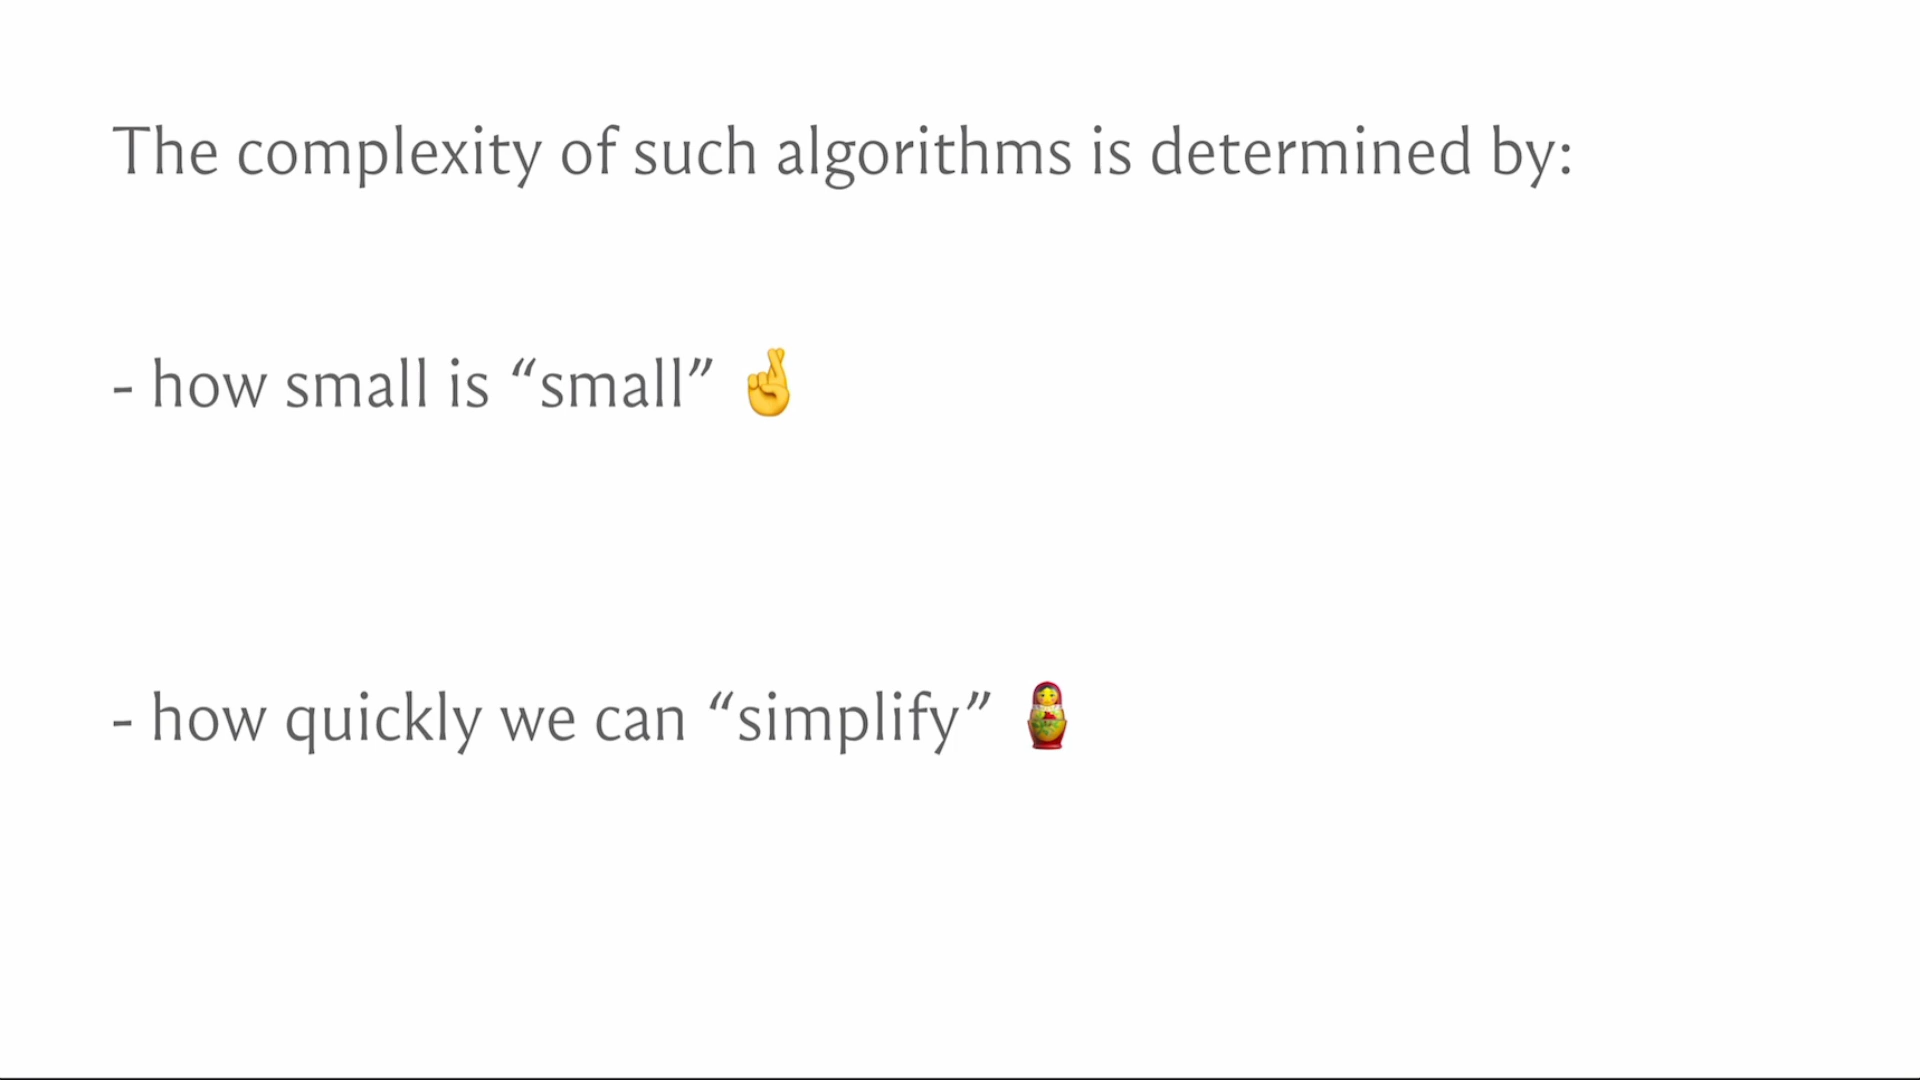 The complexity of such algorithms is determined by:
- how small is “small” 🤞
- how quickly we can “simplify” 🪆